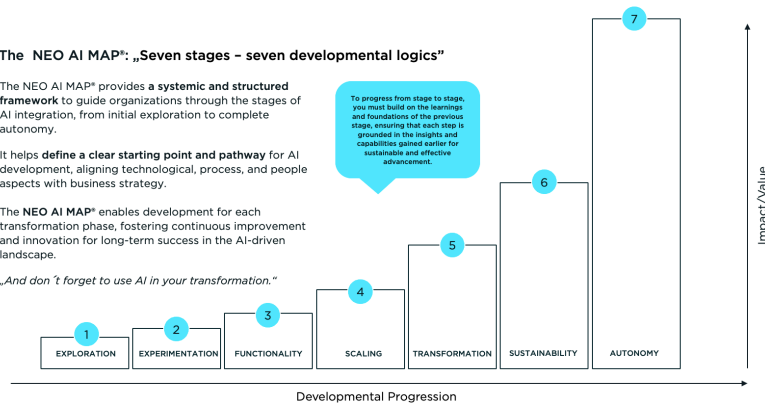 The NEO AI MAP®: „Seven stages – seven developmental logics”
The NEO AI MAP® provides a systemic and structured
framework to guide organizations through the stages of
AI integration, from initial exploration to complete
autonomy.
It helps define a clear starting point and pathway for AI
development, aligning technological, process, and people
aspects with business strategy.
The NEO AI MAP® enables development for each
transformation phase, fostering continuous improvement
and innovation for long-term success in the AI-driven
landscape.
„And don´t forget to use AI in your transformation.“
To progress from stage to stage,
you must build on the learnings
and foundations of the previous
stage, ensuring that each step is
grounded in the insights and
capabilities gained earlier for
sustainable and effective
advancement.
1
EXPLORATION
2
EXPERIMENTATION
3
FUNCTIONALITY
4
SCALING
5
TRANSFORMATION
6
SUSTAINABILITY
7
AUTONOMY
Impact/Value
Developmental Progression